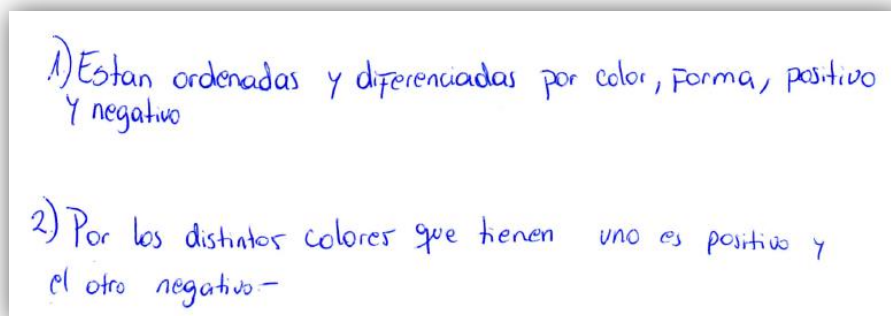 1) Estan ordenadas y diferenciadas por color, forma, positivo
y negativo
2) Por los distintos colores que tienen uno es positivo y
el otro negativo-